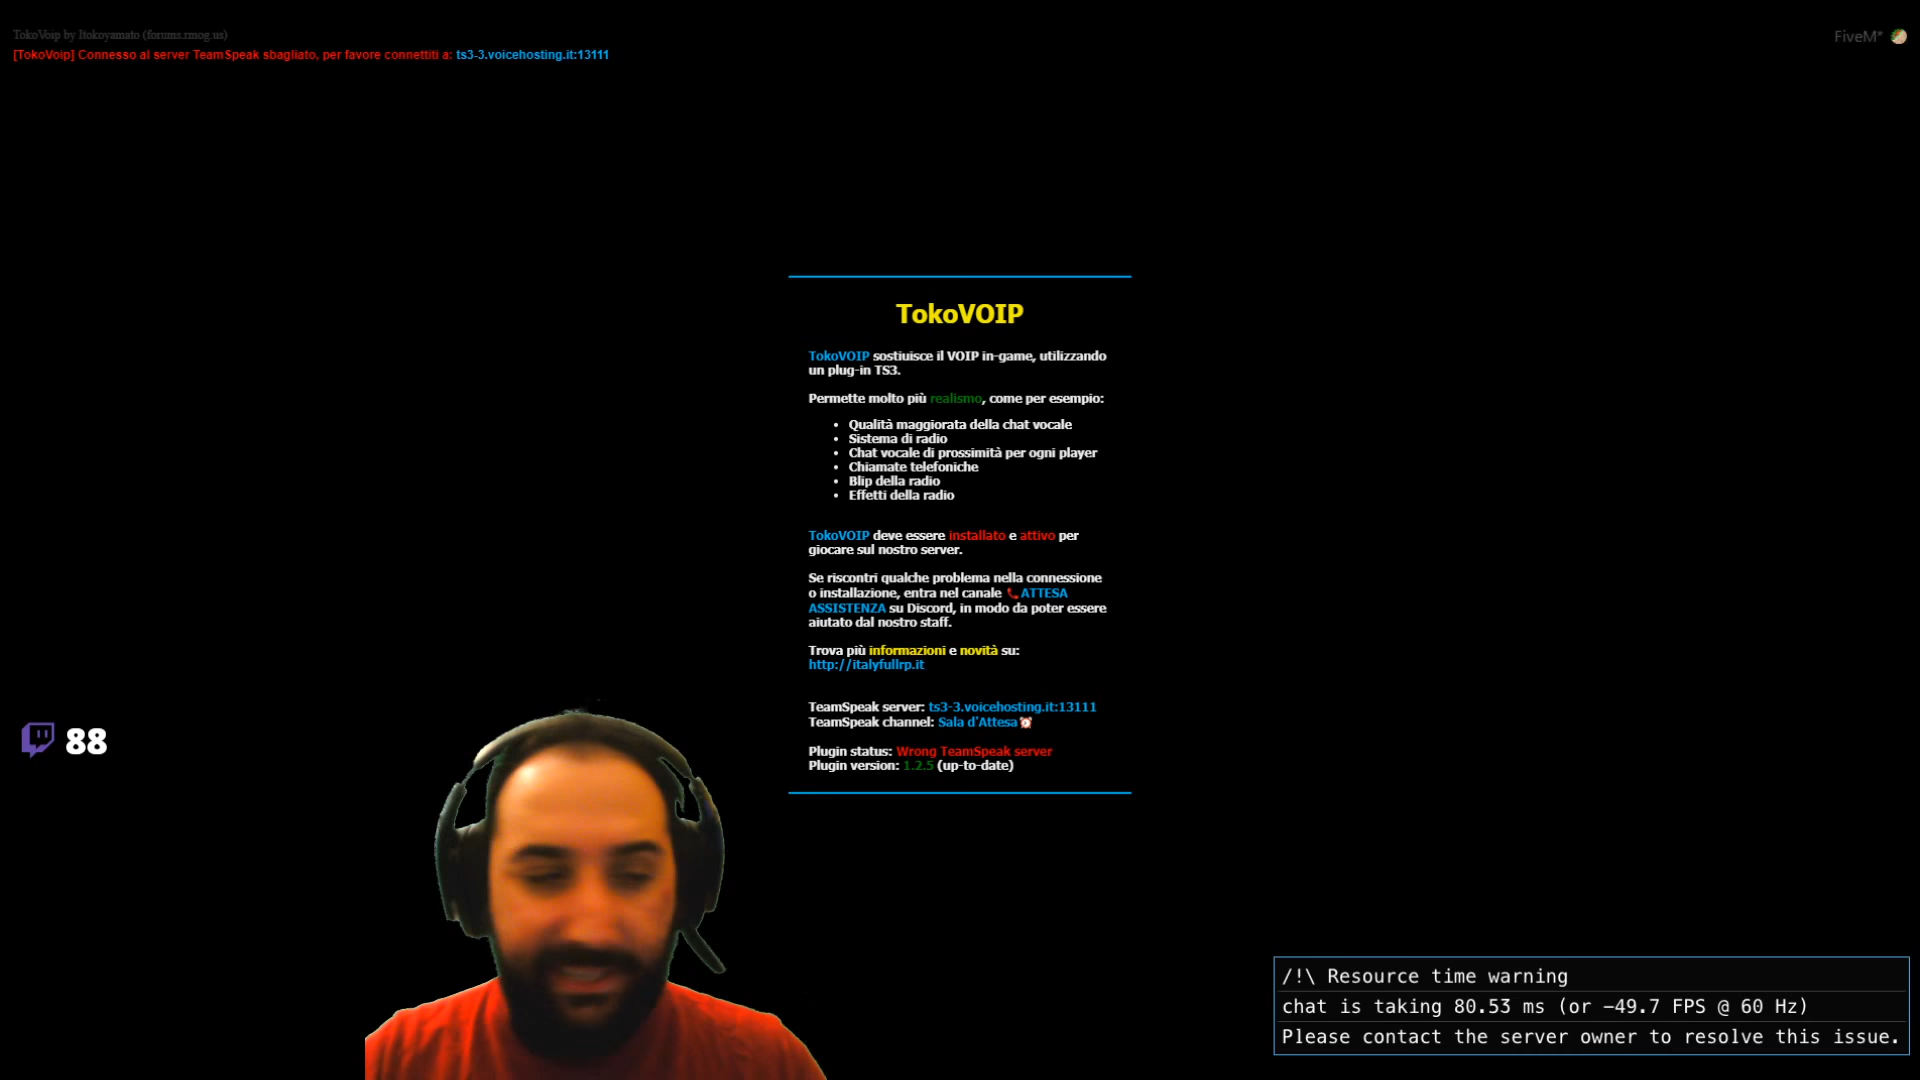 TokoVoip by Itokoyamato (forums.rmog.us)
[TokoVoip] Connesso al server TeamSpeak sbagliato, per favore connettiti a: ts3-3.voicehosting.it:13111
FiveM*
TokoVOIP
TokoVOIP sostiuisce il VOIP in-game, utilizzando
un plug-in TS3.
Permette molto più realismo, come per esempio:
• Qualità maggiorata della chat vocale
• Sistema di radio
• Chat vocale di prossimità per ogni player
• Chiamate telefoniche
• Blip della radio
• Effetti della radio
TokoVOIP deve essere installato e attivo per
giocare sul nostro server.
Se riscontri qualche problema nella connessione
o installazione, entra nel canale 📞ATTESA
ASSISTENZA su Discord, in modo da poter essere
aiutato dal nostro staff.
Trova più informazioni e novità su:
http://italyfullrp.it
TeamSpeak server: ts3-3.voicehosting.it:13111
TeamSpeak channel: Sala d'Attesa⏰
Plugin status: Wrong TeamSpeak server
Plugin version: 1.2.5 (up-to-date)
88
/!\ Resource time warning
chat is taking 80.53 ms (or −49.7 FPS @ 60 Hz)
Please contact the server owner to resolve this issue.